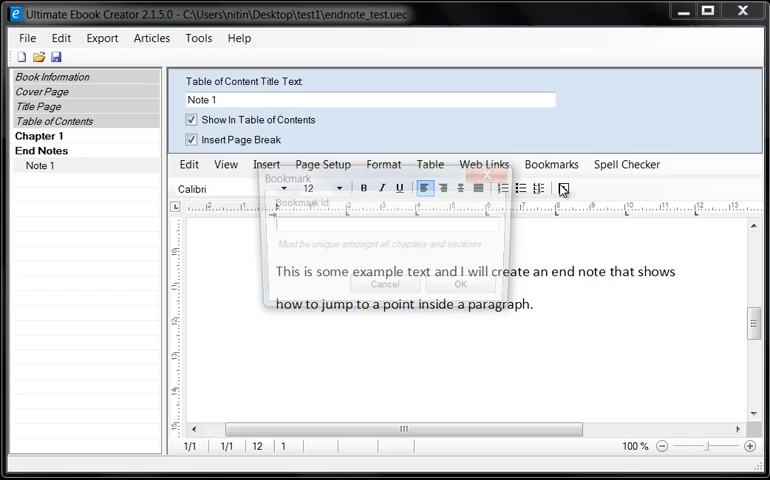 Ultimate Ebook Creator 2.1.5.0 - C:\Users\nitin\Desktop\test1\endnote_test.uec
File Edit Export Articles Tools Help
Book Information
Cover Page
Title Page
Table of Contents
Chapter 1
End Notes
Note 1
Table of Content Title Text:
Note 1
Show In Table of Contents
Insert Page Break
Edit View Insert Page Setup Format Table Web Links Bookmarks Spell Checker
Calibri 12 B I U
Bookmark
Bookmark Id:
Must be unique amongst all chapters and sections
Cancel OK
This is some example text and I will create an end note that shows
how to jump to a point inside a paragraph.
1/1 1/1 12 1 100 %